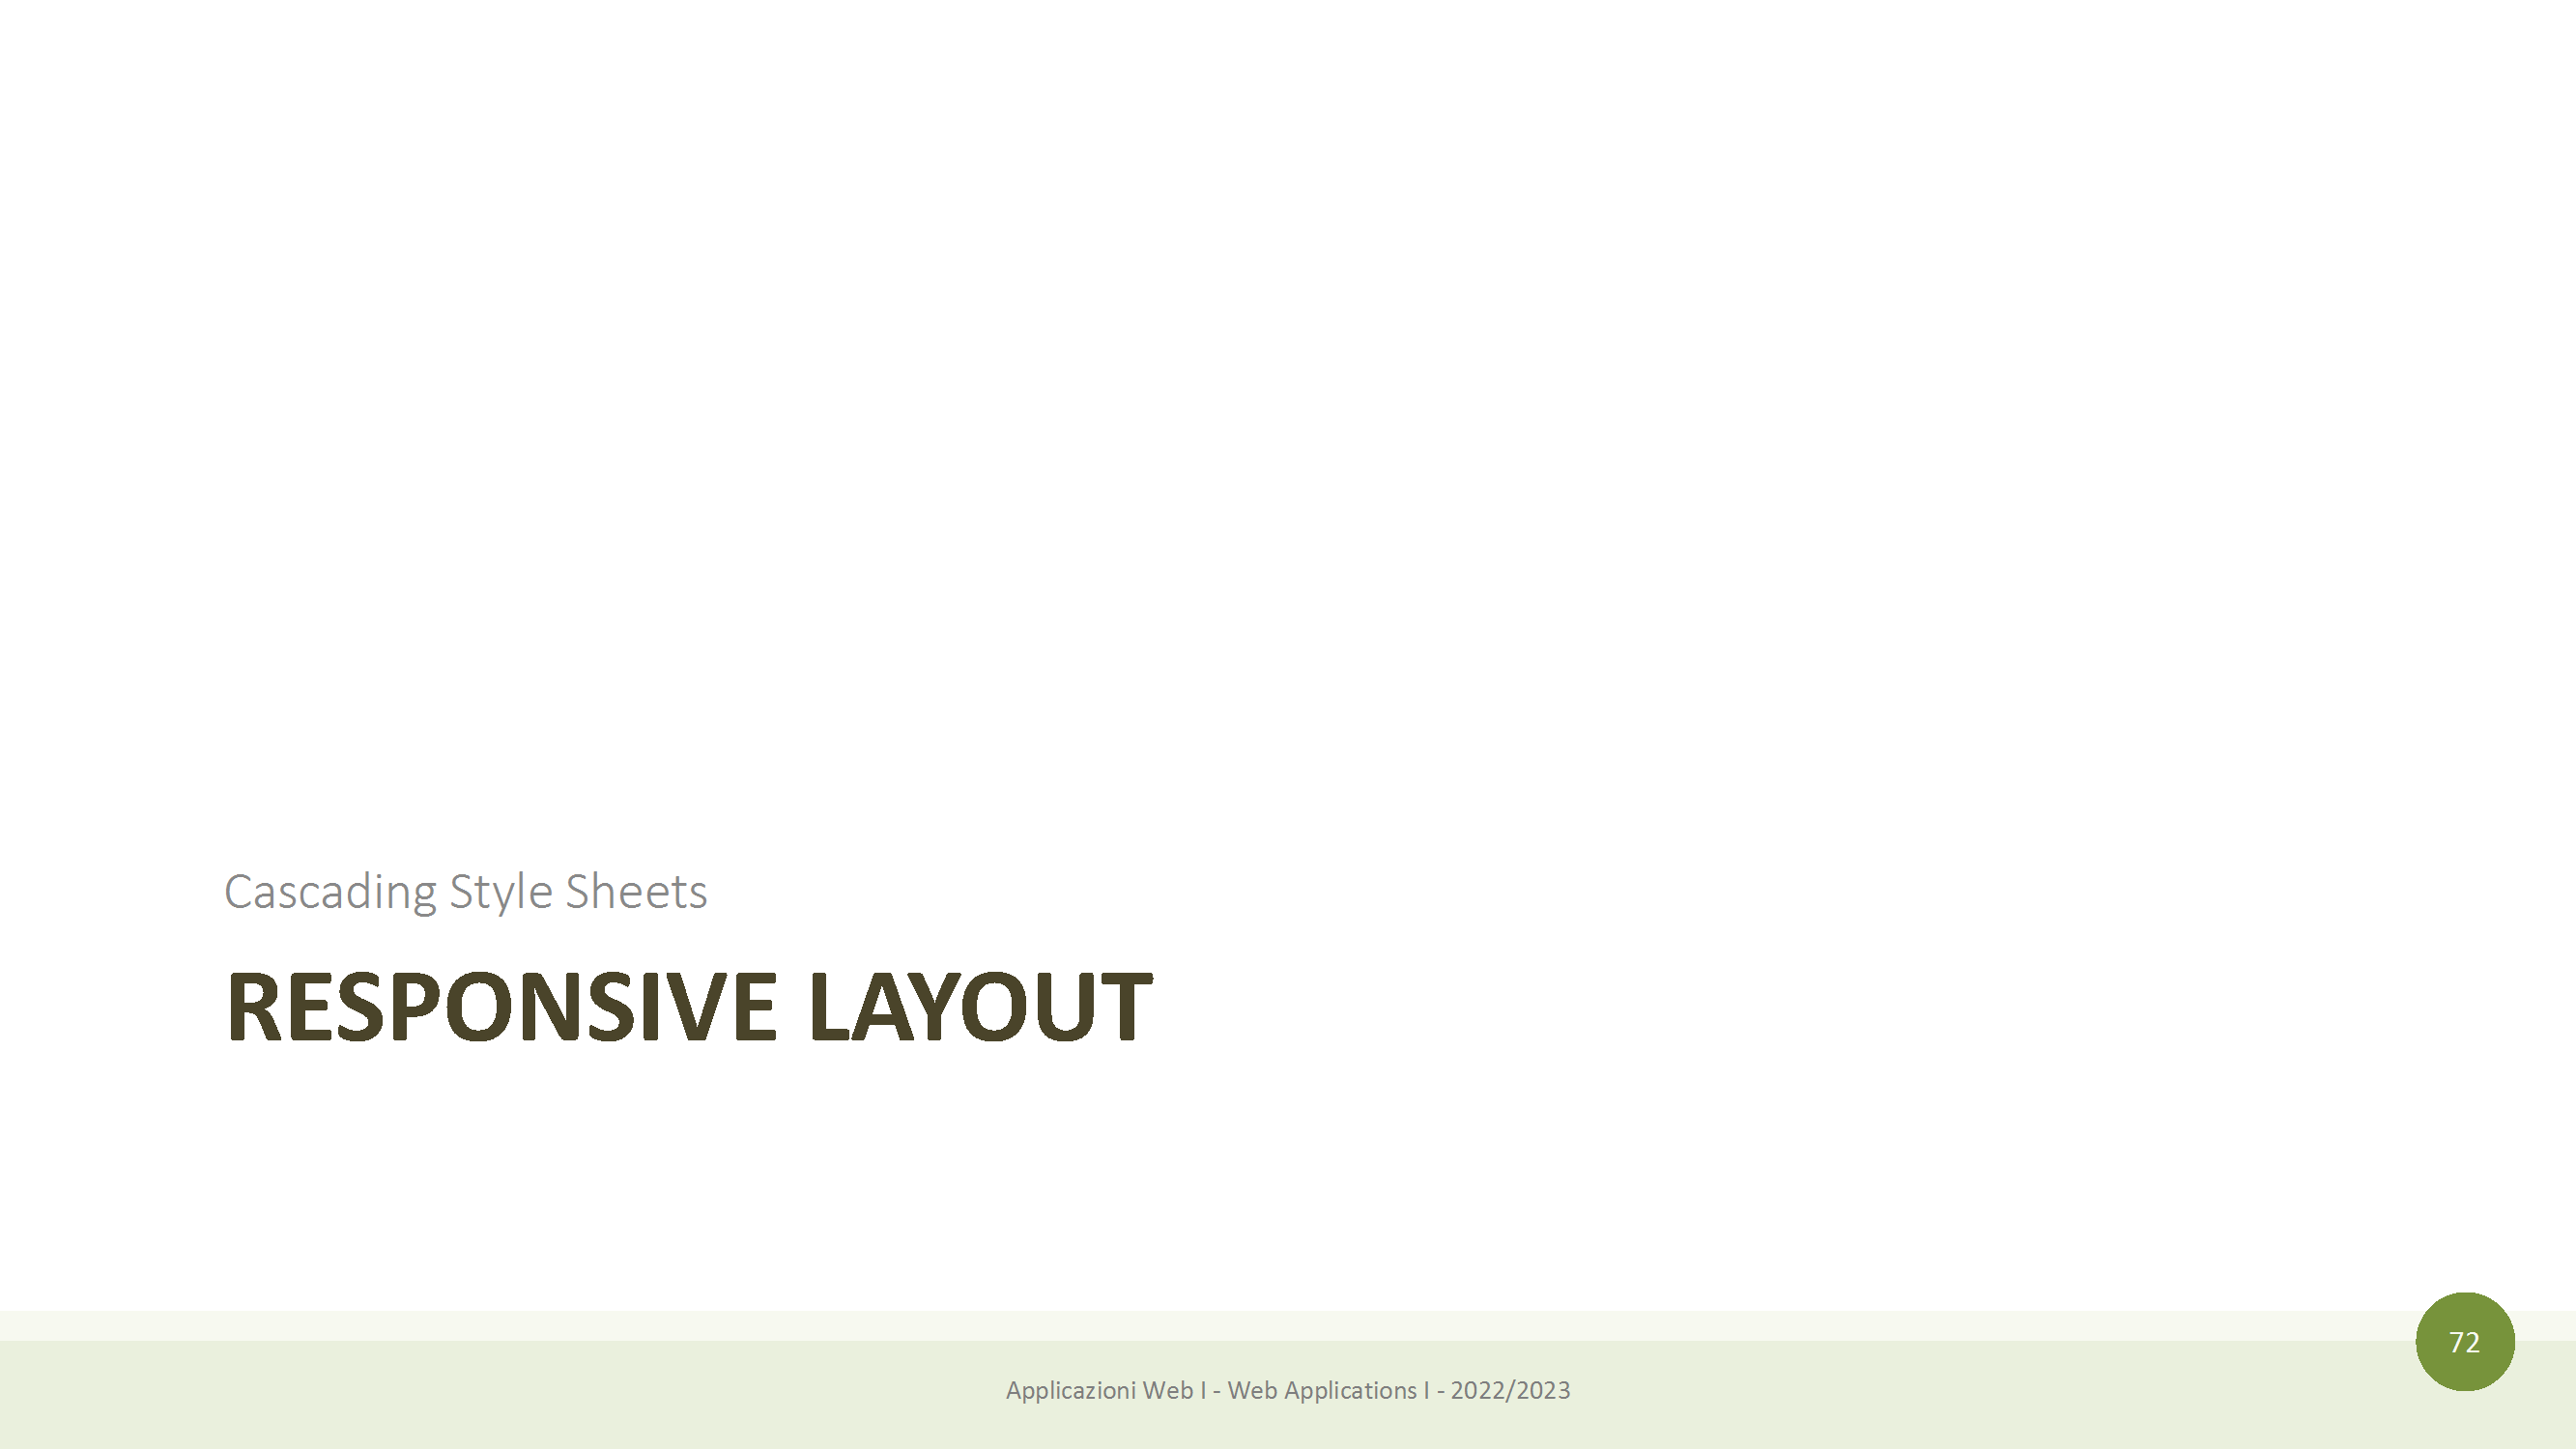 Cascading Style Sheets
RESPONSIVE LAYOUT
72
Applicazioni Web I - Web Applications I - 2022/2023